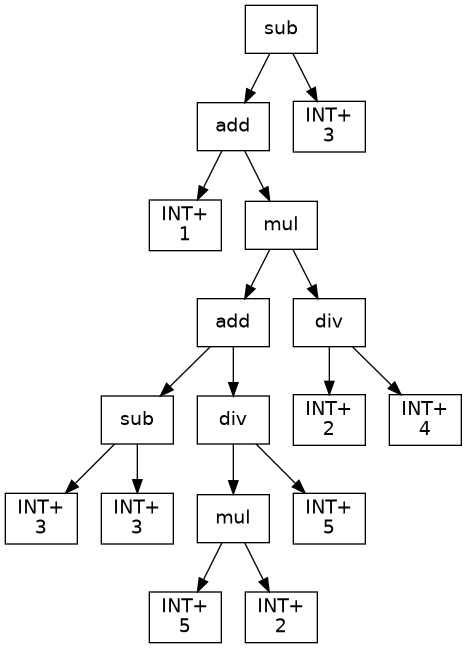 sub
add
INT+
3
INT+
1
mul
add
div
sub
div
INT+
2
INT+
4
INT+
3
INT+
3
mul
INT+
5
INT+
5
INT+
2